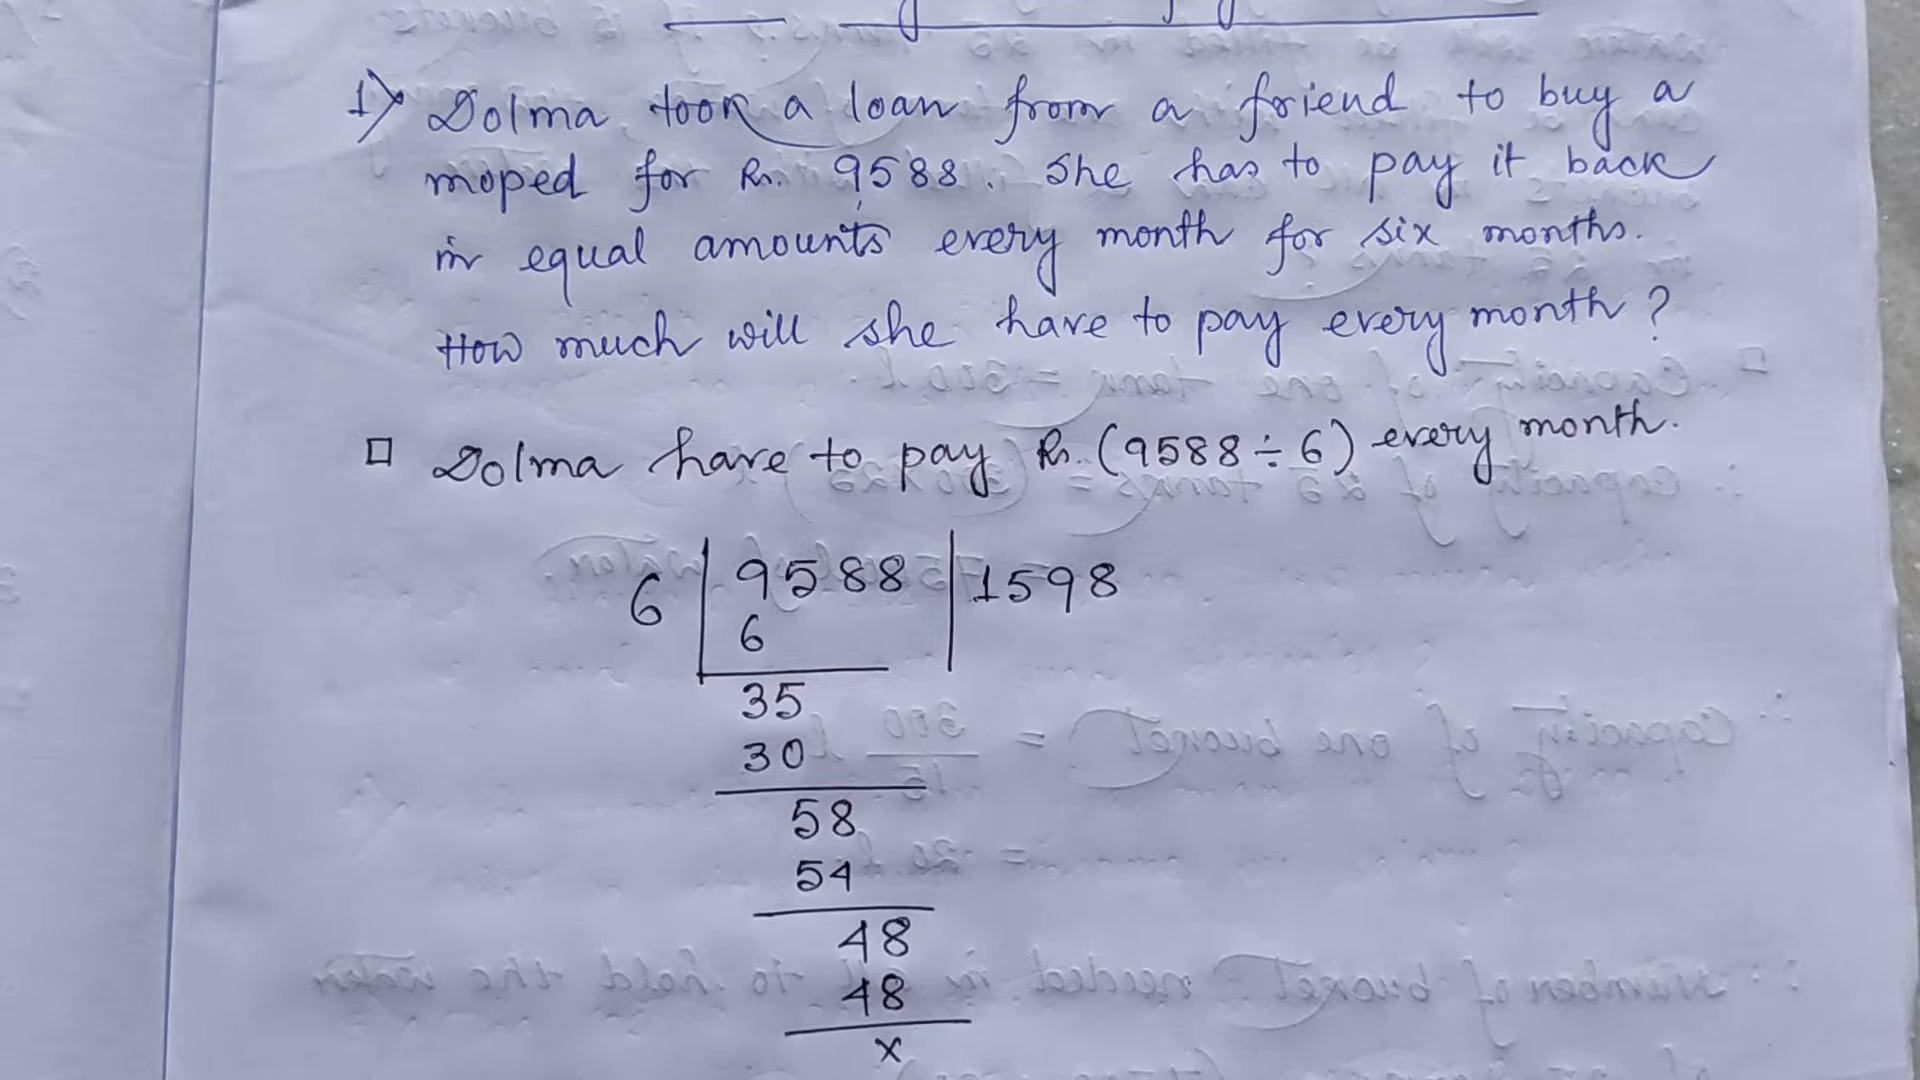 1) Dolma took a loan from a friend to buy a
moped for Rs. 9588. She has to pay it back
in equal amounts every month for six months.
How much will she have to pay every month?
□ Dolma have to pay Rs. (9588÷6) every month.
6 | 9588 | 1598
6
35
30
58
54
48
48
x